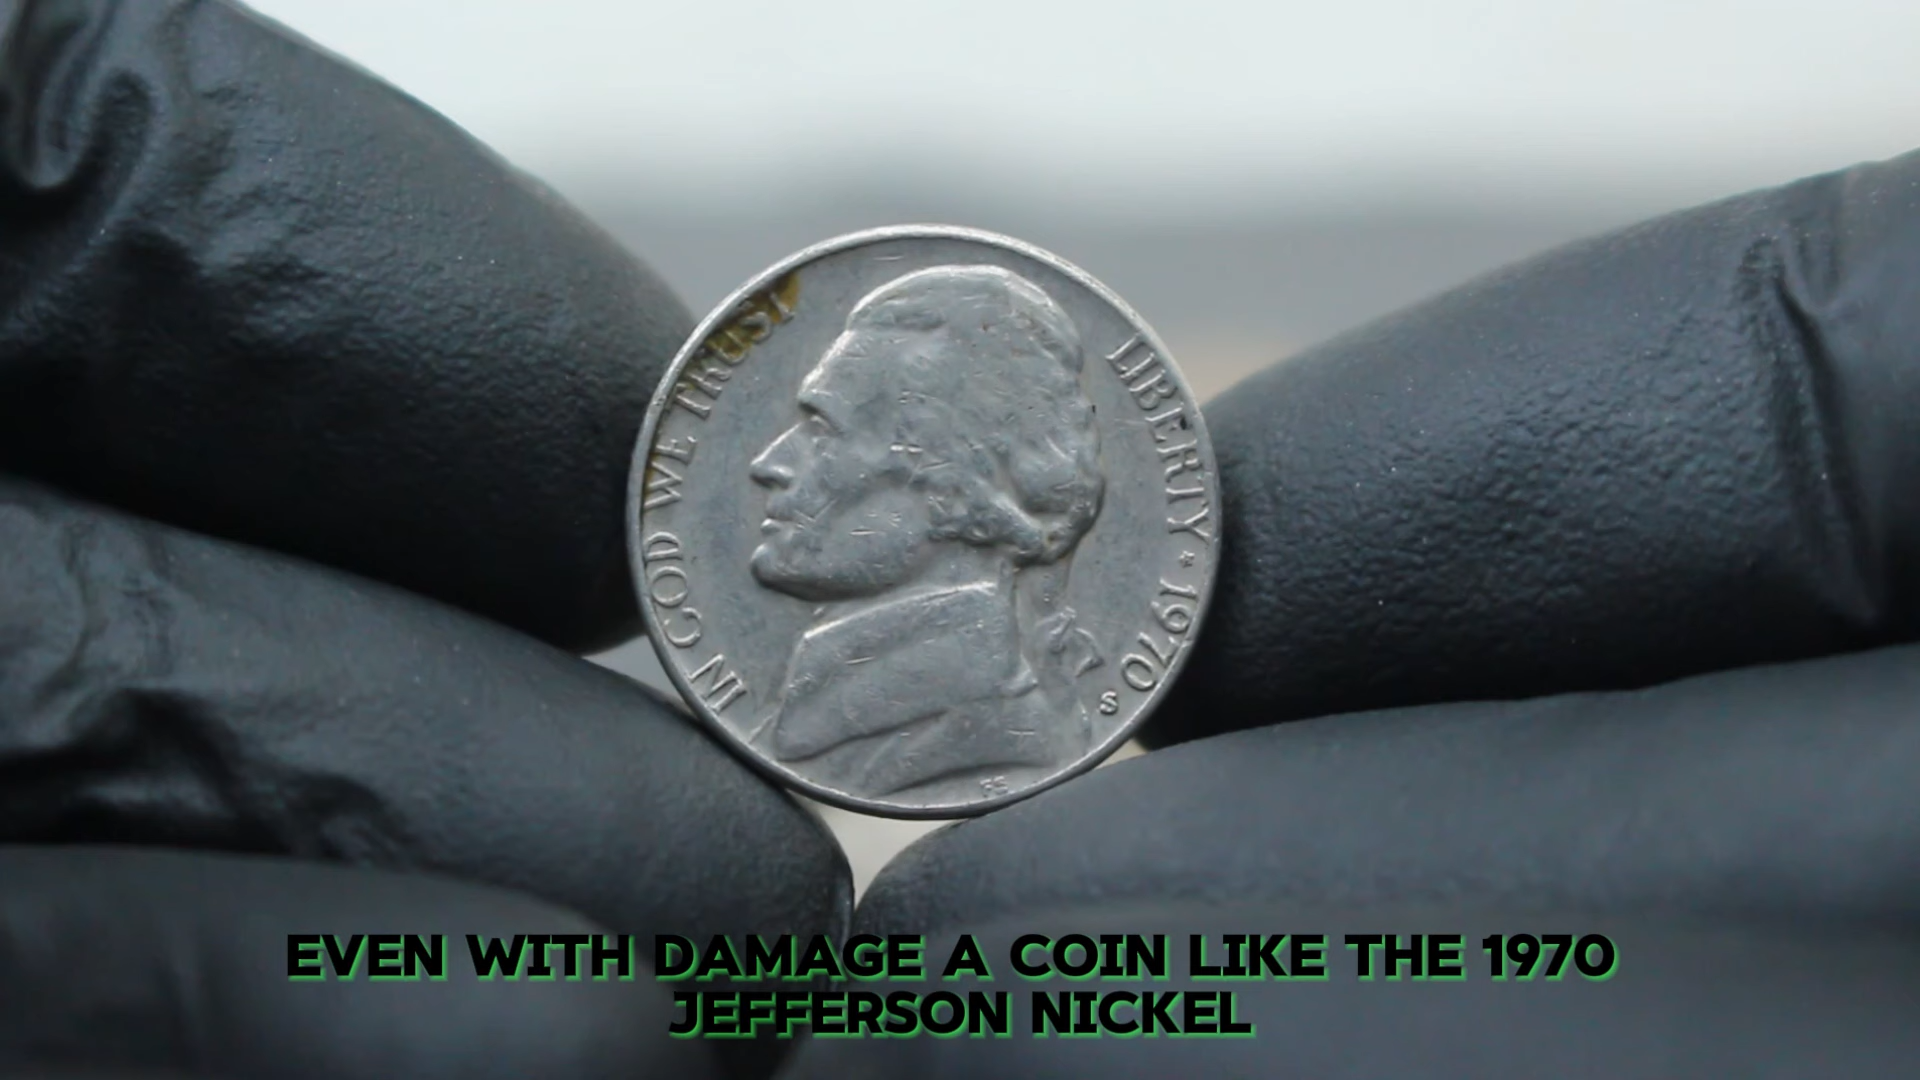 IN GOD WE TRUST
LIBERTY * 1970
S
FS
EVEN WITH DAMAGE A COIN LIKE THE 1970
JEFFERSON NICKEL